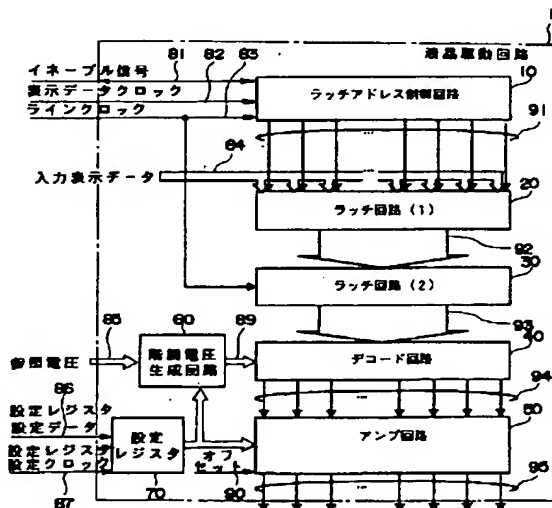 液晶駆動回路
イネーブル信号
81
表示データクロック
82
83
ラインクロック
ラッチアドレス制御回路
10
91
84
入力表示データ
20
ラッチ回路 (1)
92
30
ラッチ回路 (2)
93
85
60
89
40
参照電圧
階調電圧
生成回路
デコード回路
94
86
設定レジスタ
設定データ
50
設定
レジスタ
アンプ回路
オフ
セット
設定レジスタ
設定クロック
87
70
90
95